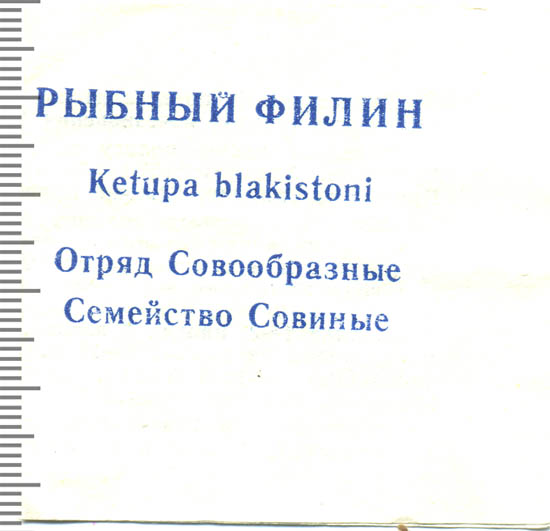 РЫБНЫЙ ФИЛИН
Ketupa blakistoni
Отряд Совообразные
Семейство Совиные